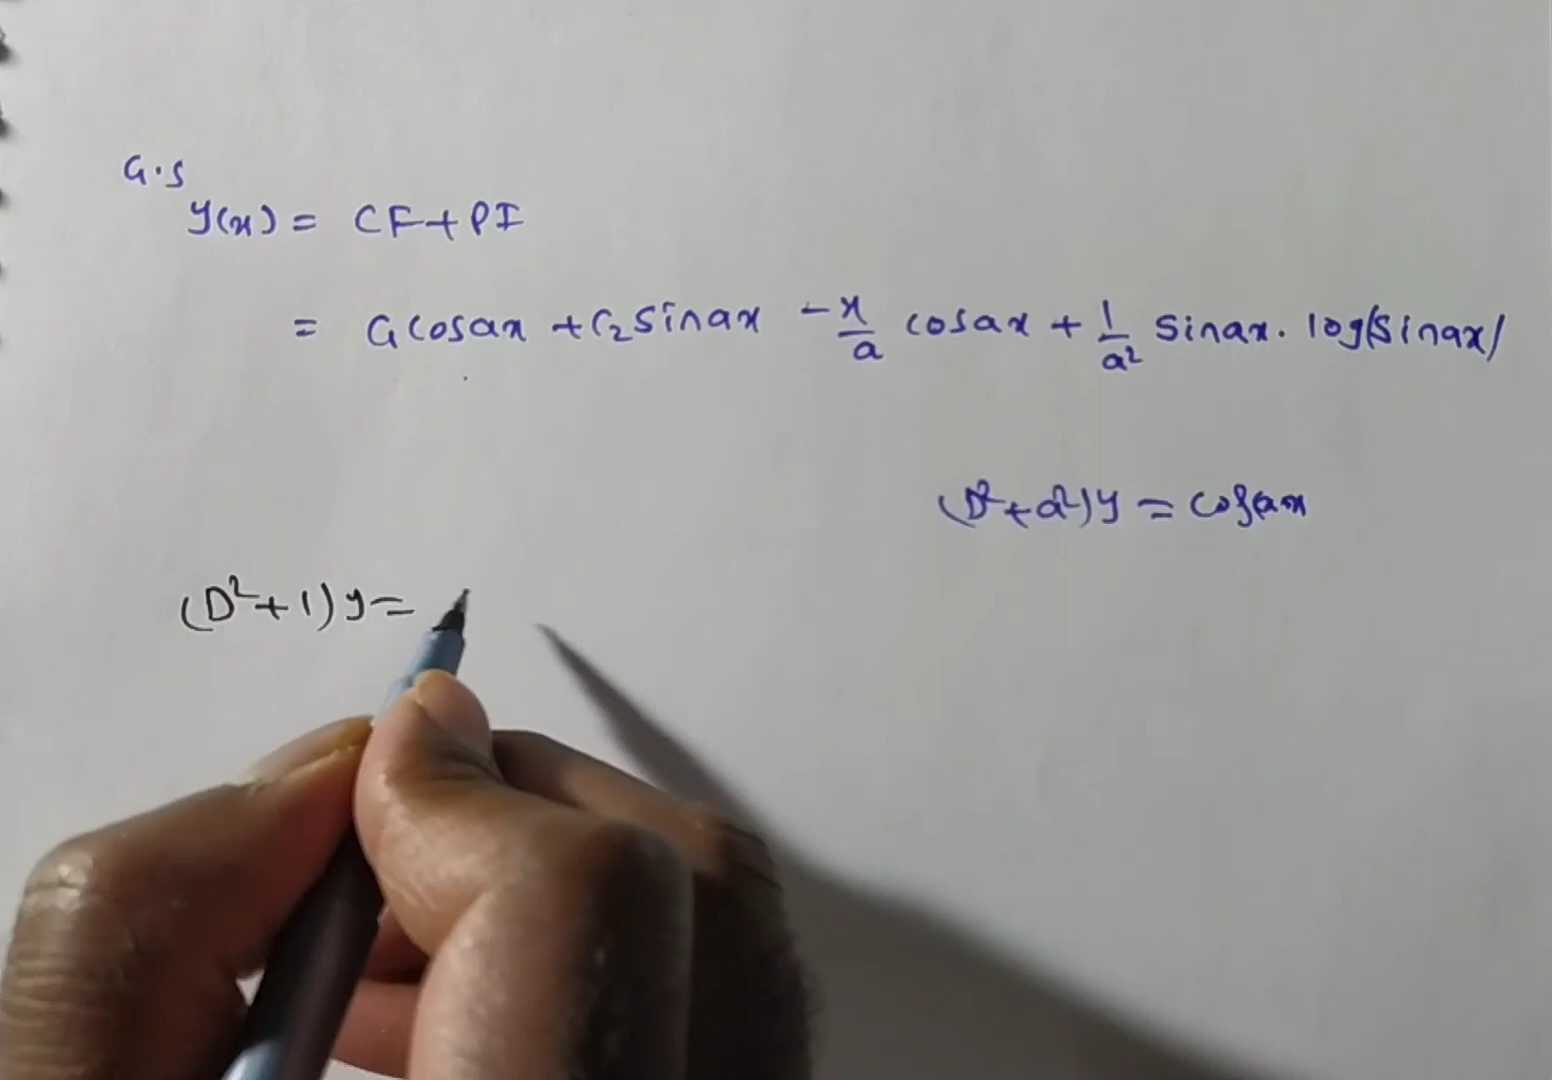 G.S
y(x) = CF + PI
= C₁cosax + C₂sinax - x/a cosax + 1/a² sinax. log|sinax|
(D²+a²)y = cosecax
(D²+1)y =